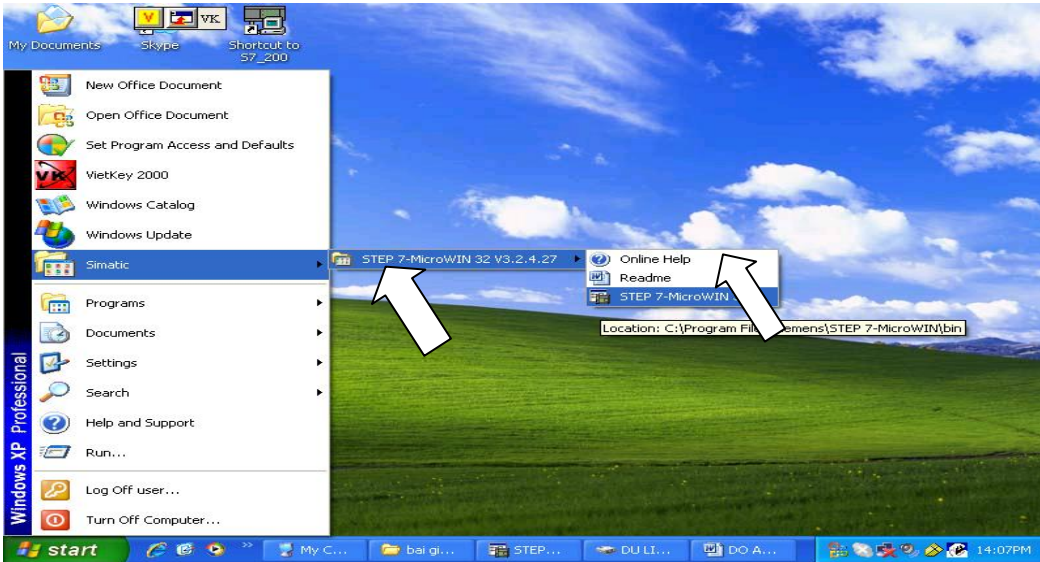 My Documents
V VK
Skype
Shortcut to
S7_200
New Office Document
Open Office Document
Set Program Access and Defaults
VK
VietKey 2000
Windows Catalog
Windows Update
Simatic
STEP 7-MicroWIN 32 V3.2.4.27
Online Help
Readme
STEP 7-MicroWIN
Location: C:\Program Fil emens\STEP 7-MicroWIN\bin
Programs
Documents
Settings
Search
Help and Support
Run...
Log Off user...
Turn Off Computer...
Windows XP Professional
start
»
My C...
bai gi...
STEP...
DU LI...
DO A...
14:07PM